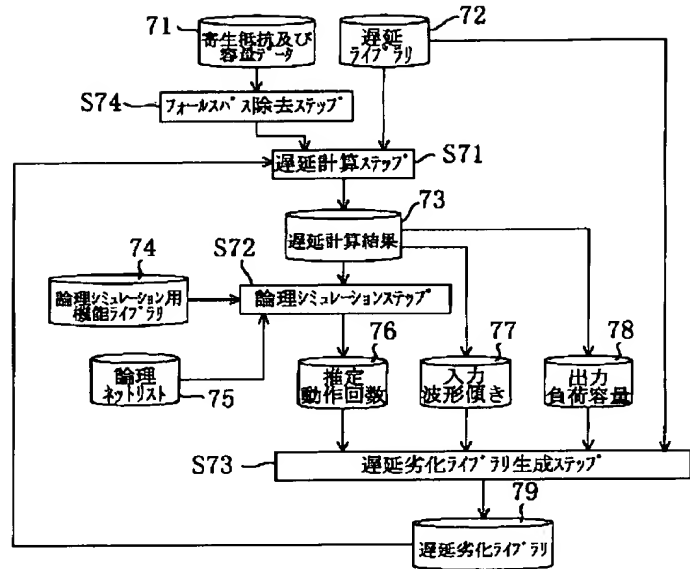 71
寄生抵抗及び
容量データ
72
遅延
ライブラリ
S74
フォールスパス除去ステップ
遅延計算ステップ
S71
73
遅延計算結果
74
論理シミュレーション用
機能ライブラリ
S72
論理シミュレーションステップ
論理
ネットリスト
75
76
推定
動作回数
77
入力
波形傾き
78
出力
負荷容量
S73
遅延劣化ライブラリ生成ステップ
79
遅延劣化ライブラリ